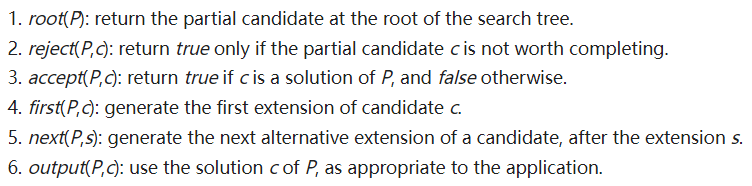 1. root(P): return the partial candidate at the root of the search tree.
2. reject(P,c): return true only if the partial candidate c is not worth completing.
3. accept(P,c): return true if c is a solution of P, and false otherwise.
4. first(P,c): generate the first extension of candidate c.
5. next(P,s): generate the next alternative extension of a candidate, after the extension s.
6. output(P,c): use the solution c of P, as appropriate to the application.